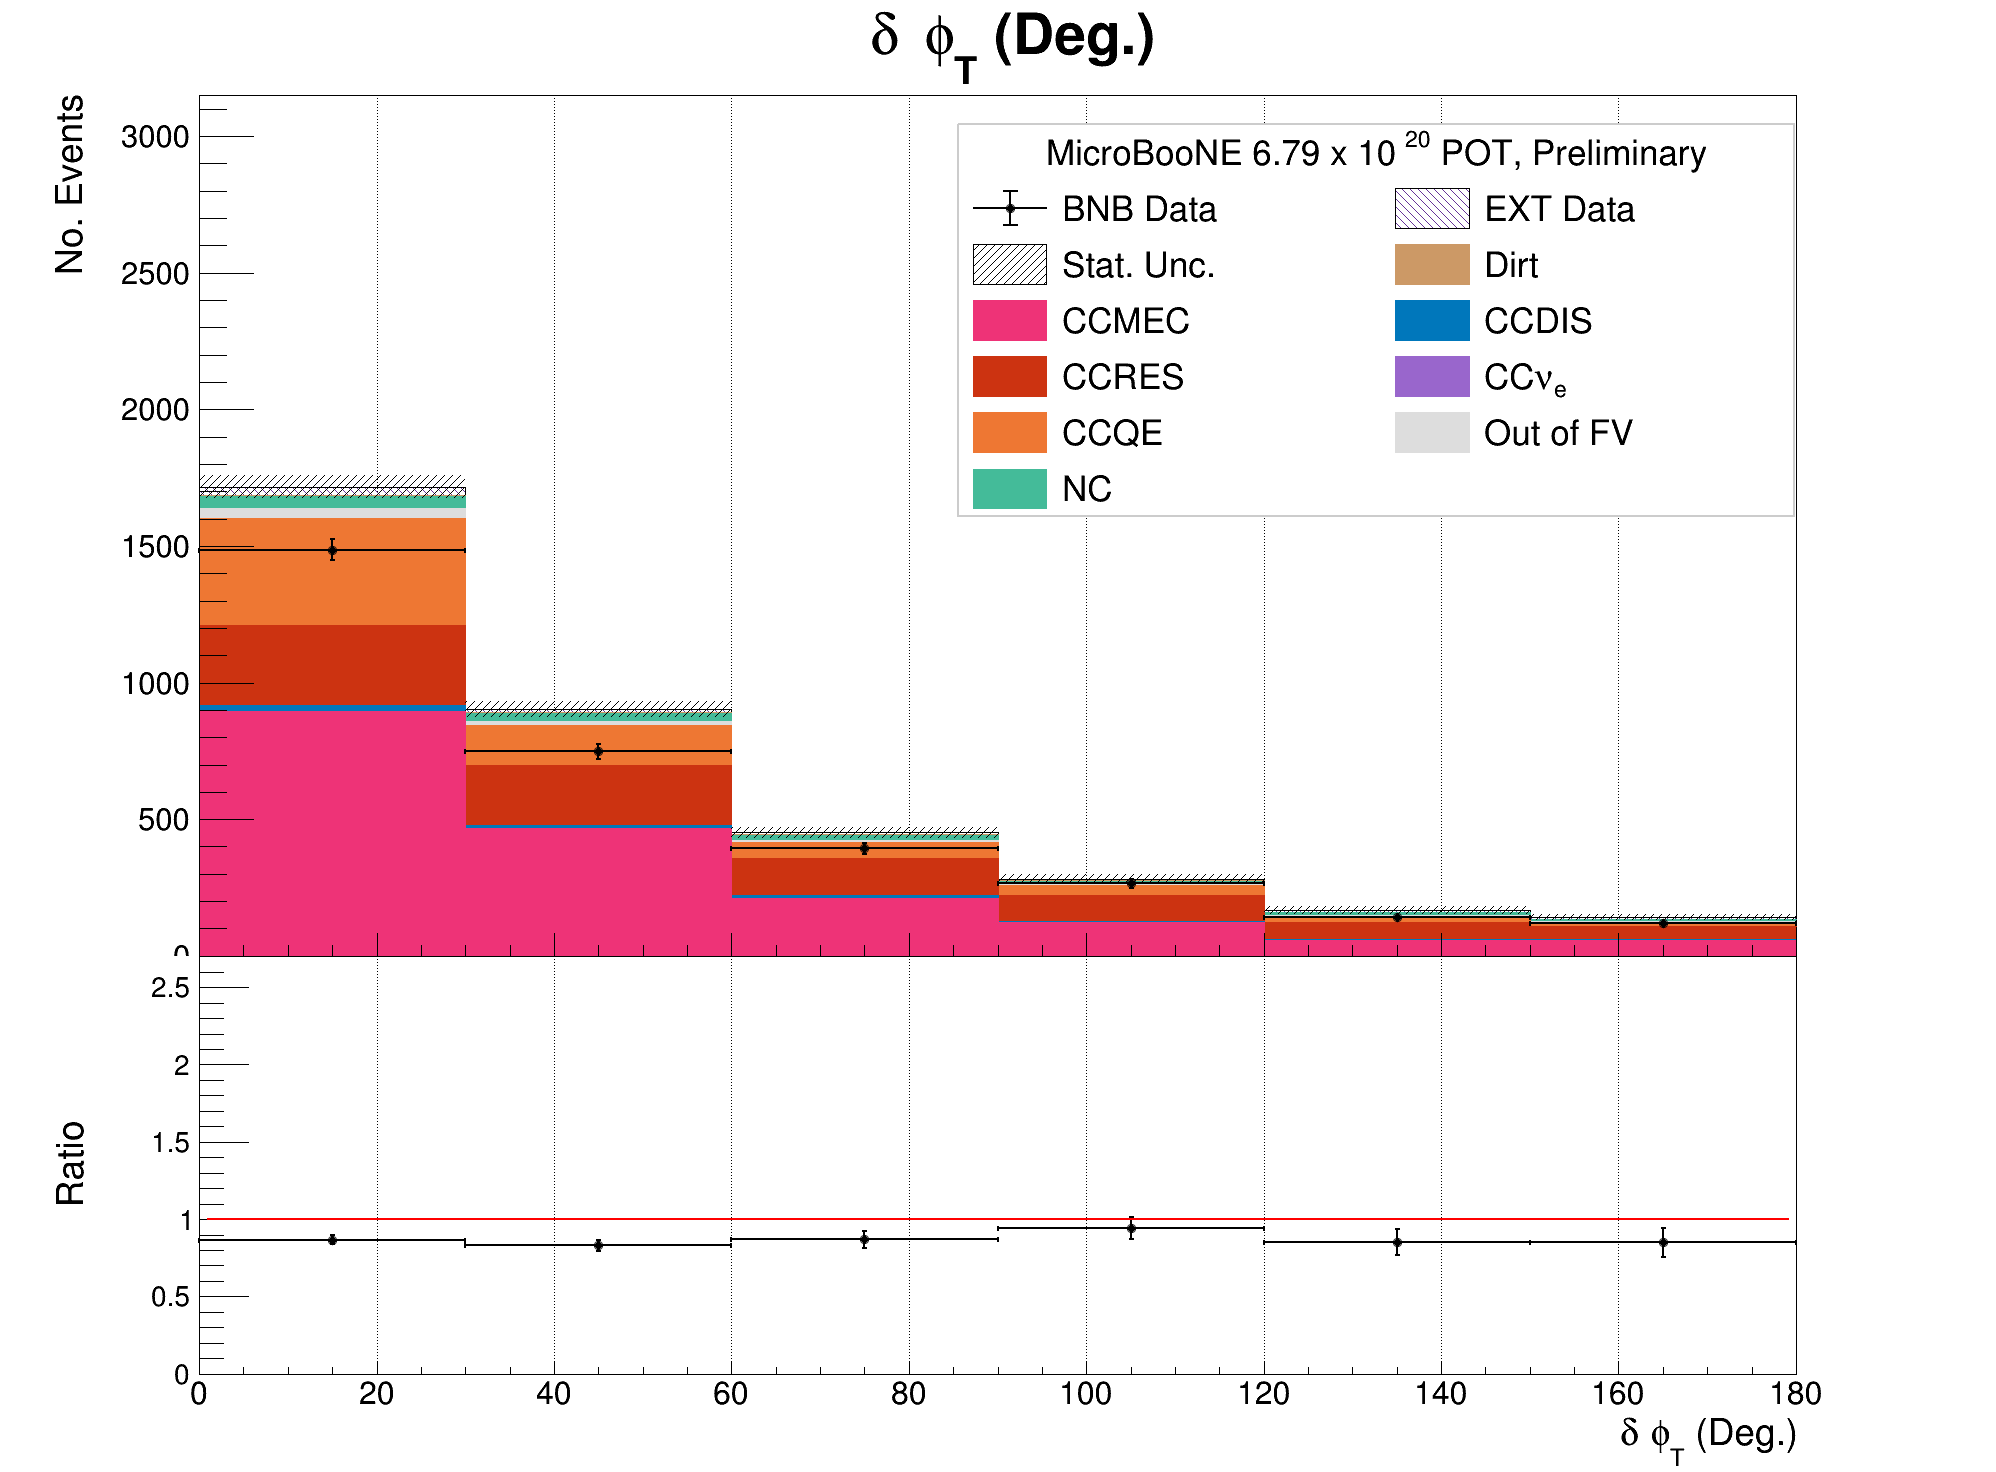 δ ϕT (Deg.)
No. Events
3000
2500
2000
1500
1000
500
0
MicroBooNE 6.79 x 10 20 POT, Preliminary
BNB Data
EXT Data
Stat. Unc.
Dirt
CCMEC
CCDIS
CCRES
CCνe
CCQE
Out of FV
NC
Ratio
2.5
2
1.5
1
0.5
0
0 20 40 60 80 100 120 140 160 180
δ ϕT (Deg.)